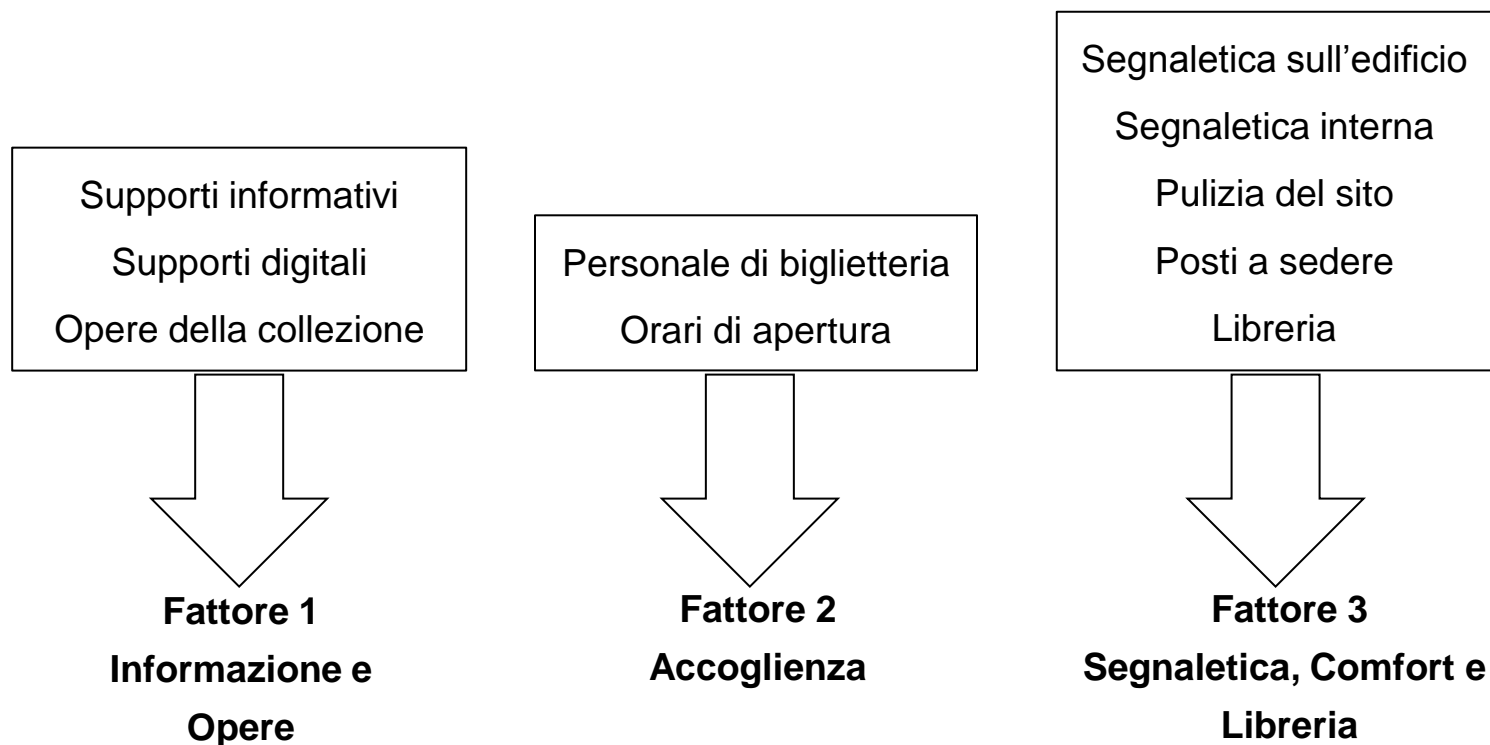 Supporti informativi
Supporti digitali
Opere della collezione
Fattore 1
Informazione e
Opere
Personale di biglietteria
Orari di apertura
Fattore 2
Accoglienza
Segnaletica sull’edificio
Segnaletica interna
Pulizia del sito
Posti a sedere
Libreria
Fattore 3
Segnaletica, Comfort e
Libreria